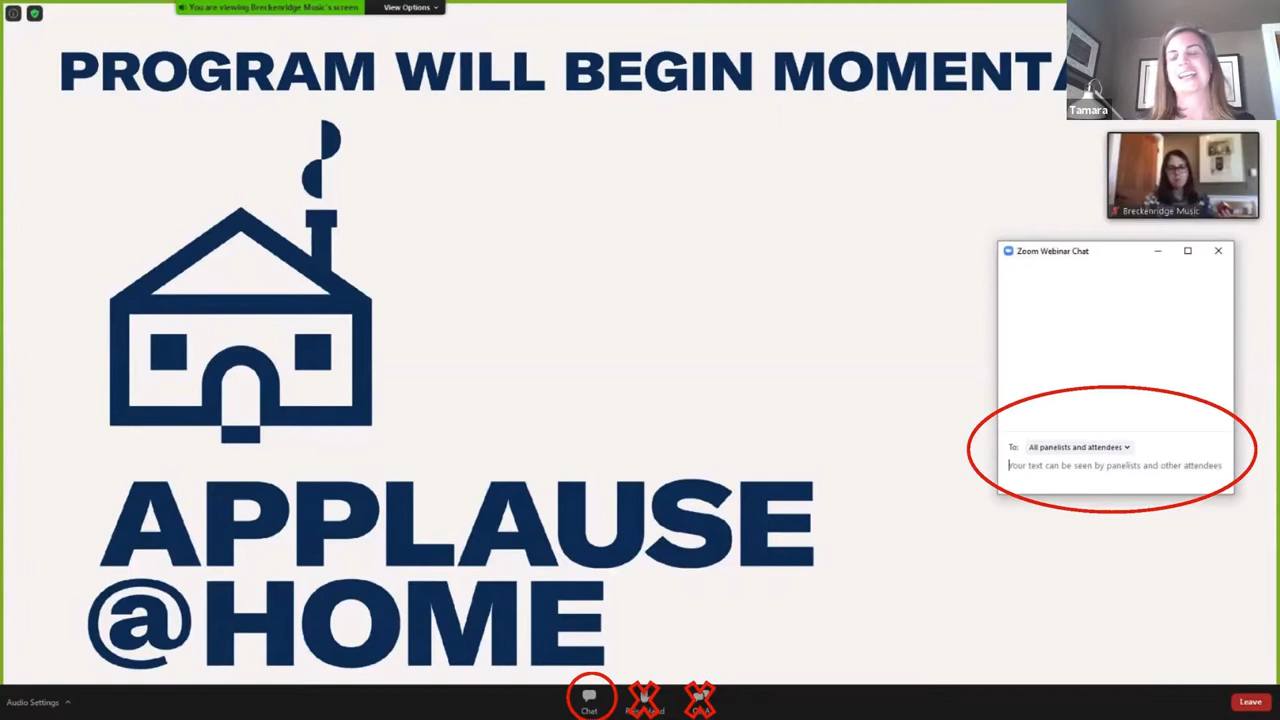 You are viewing Breckenridge Music's screen
View Options
PROGRAM WILL BEGIN MOMENTA
Tamara
Breckenridge Music
Zoom Webinar Chat
To: All panelists and attendees
Your text can be seen by panelists and other attendees
APPLAUSE
@HOME
Audio Settings
Chat
Leave